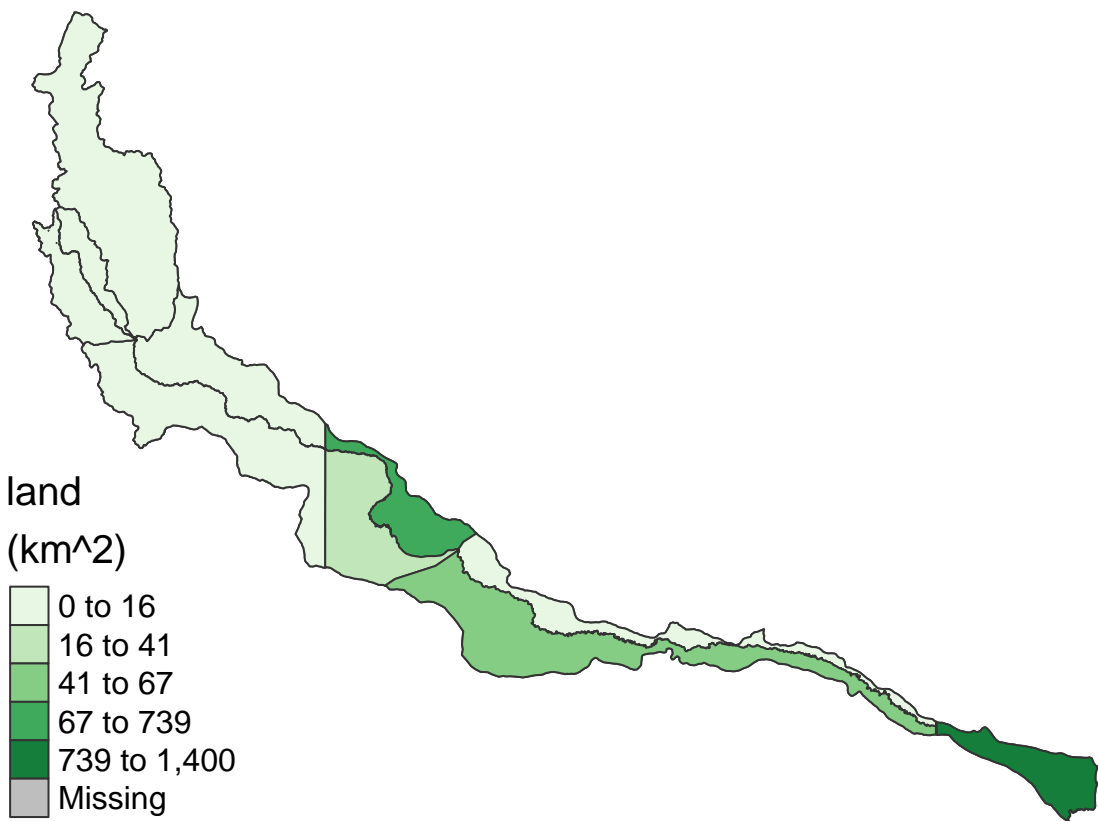 land
(km^2)
0 to 16
16 to 41
41 to 67
67 to 739
739 to 1,400
Missing